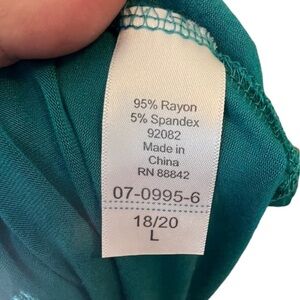 95% Rayon
5% Spandex
92082
Made in
China
RN 88842
07-0995-6
18/20
L